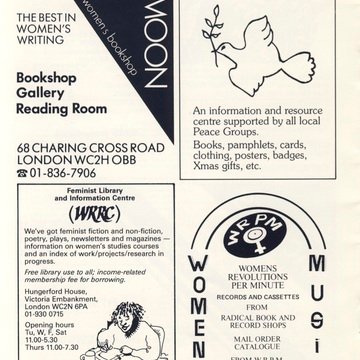 THE BEST IN
WOMEN'S
WRITING
women's bookshop
MOON
Bookshop
Gallery
Reading Room
68 CHARING CROSS ROAD
LONDON WC2H OBB
☎ 01-836-7906
An information and resource
centre supported by all local
Peace Groups.
Books, pamphlets, cards,
clothing, posters, badges,
Xmas gifts, etc.
Feminist Library
and Information Centre
(WRRC)
We've got feminist fiction and non-fiction,
poetry, plays, newsletters and magazines —
information on women's studies courses
and an index of work/projects/research in
progress.
Free library use to all; income-related
membership fee for borrowing.
Hungerford House,
Victoria Embankment,
London WC2N 6PA
01-930 0715
Opening hours
Tu, W, F, Sat
11.00-5.30
Thurs 11.00-7.30
WRPM
WOMEN
MUSI
WOMENS
REVOLUTIONS
PER MINUTE
RECORDS AND CASSETTES
FROM
RADICAL BOOK AND
RECORD SHOPS
MAIL ORDER
CATALOGUE
FROM W.R.P.M.